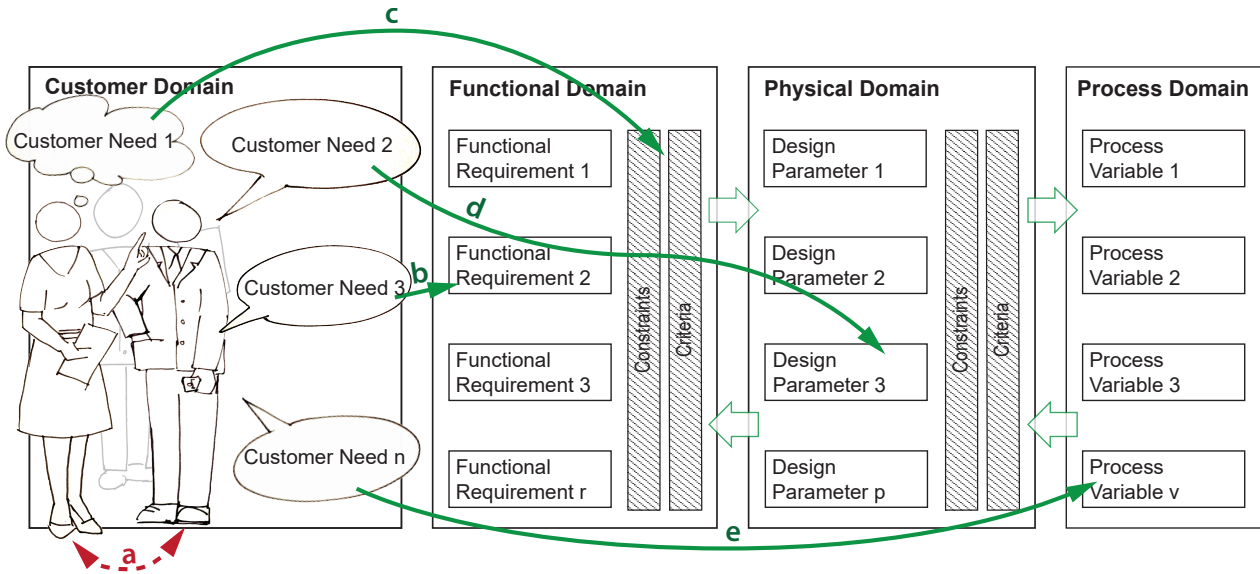 c
Customer Domain
Customer Need 1
Customer Need 2
Customer Need 3
Customer Need n
a
b
d
e
Functional Domain
Functional
Requirement 1
Functional
Requirement 2
Functional
Requirement 3
Functional
Requirement r
Constraints
Criteria
Physical Domain
Design
Parameter 1
Design
Parameter 2
Design
Parameter 3
Design
Parameter p
Constraints
Criteria
Process Domain
Process
Variable 1
Process
Variable 2
Process
Variable 3
Process
Variable v